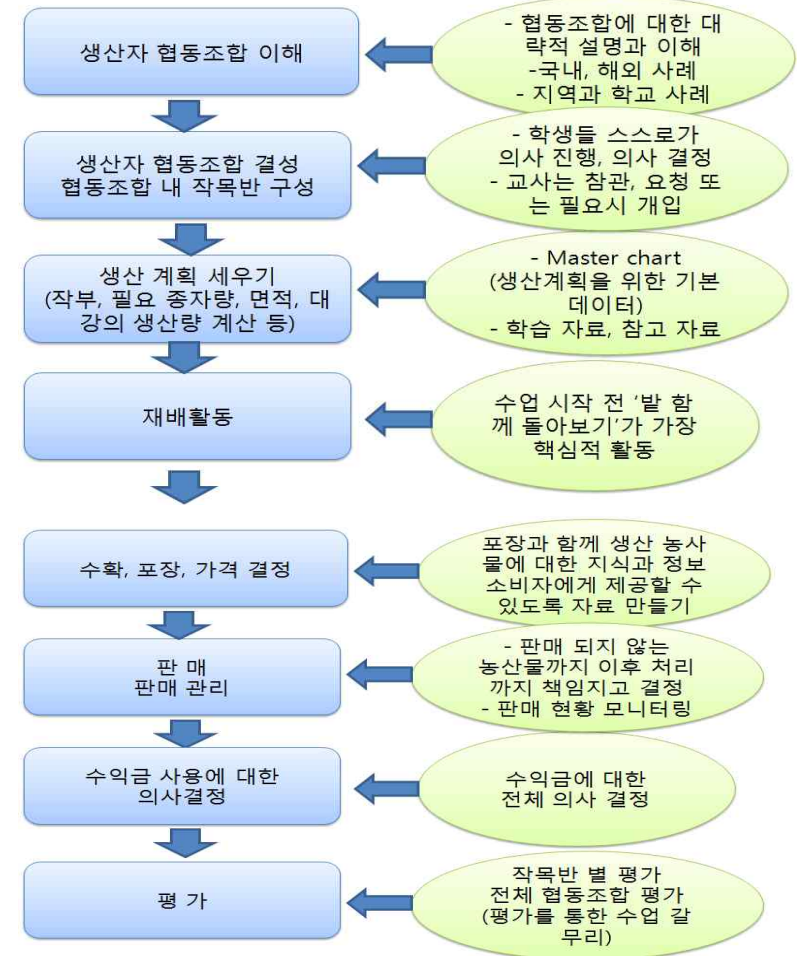 생산자 협동조합 이해
- 협동조합에 대한 대
략적 설명과 이해
-국내, 해외 사례
- 지역과 학교 사례
생산자 협동조합 결성
협동조합 내 작목반 구성
- 학생들 스스로가
의사 진행, 의사 결정
- 교사는 참관, 요청 또
는 필요시 개입
생산 계획 세우기
(작부, 필요 종자량, 면적, 대
강의 생산량 계산 등)
- Master chart
(생산계획을 위한 기본
데이터)
- 학습 자료, 참고 자료
재배활동
수업 시작 전 '밭 함
께 돌아보기'가 가장
핵심적 활동
수확, 포장, 가격 결정
포장과 함께 생산 농사
물에 대한 지식과 정보
소비자에게 제공할 수
있도록 자료 만들기
판 매
판매 관리
- 판매 되지 않는
농산물까지 이후 처리
까지 책임지고 결정
- 판매 현황 모니터링
수익금 사용에 대한
의사결정
수익금에 대한
전체 의사 결정
평 가
작목반 별 평가
전체 협동조합 평가
(평가를 통한 수업 갈
무리)